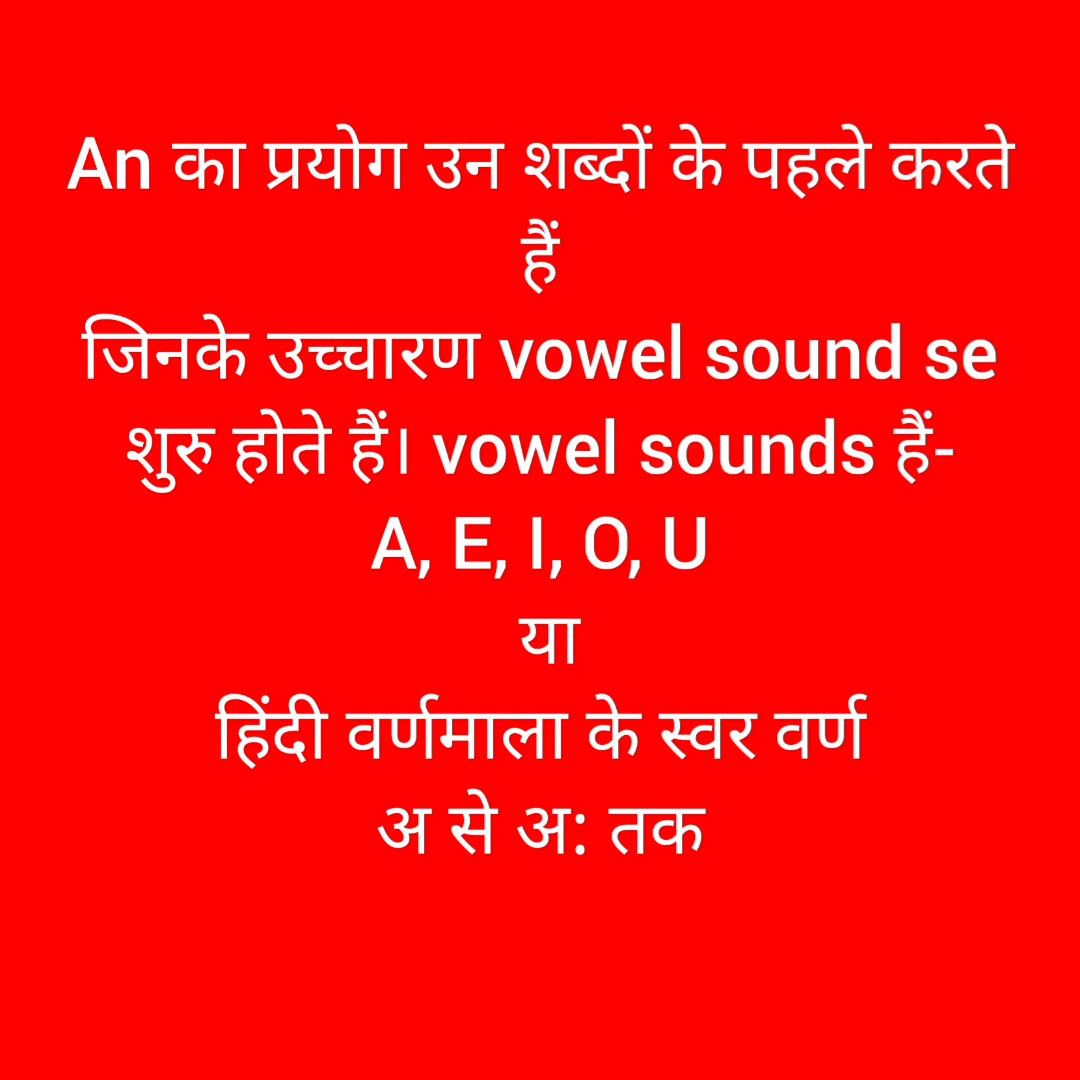 An का प्रयोग उन शब्दों के पहले करते
हैं
जिनके उच्चारण vowel sound se
शुरु होते हैं। vowel sounds हैं-
A, E, I, O, U
या
हिंदी वर्णमाला के स्वर वर्ण
अ से अ: तक